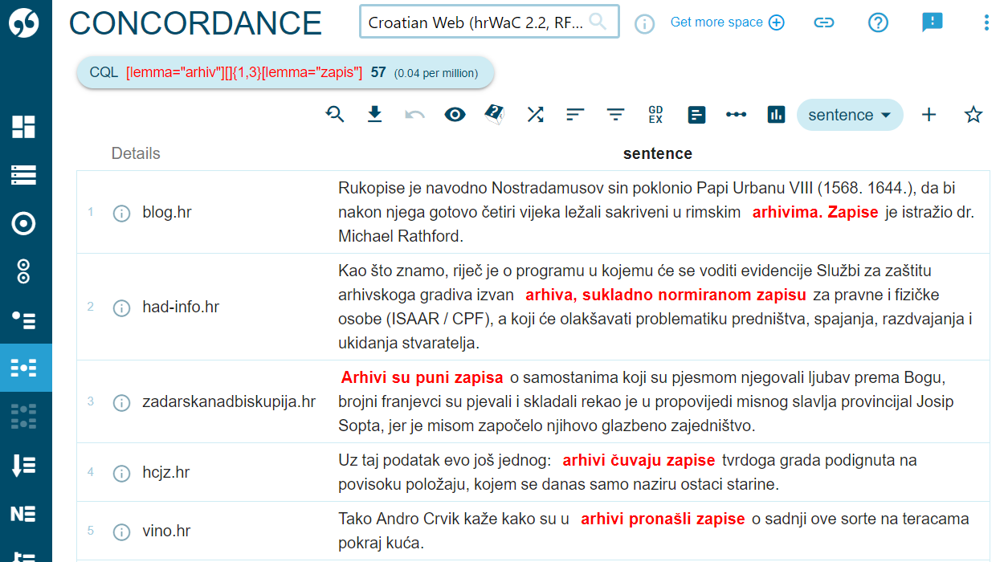 CONCORDANCE
Croatian Web (hrWaC 2.2, RF...
Get more space
CQL [lemma="arhiv"][]{1,3}[lemma="zapis"] 57 (0.04 per million)
GD
EX
sentence
Details
sentence
1 blog.hr
Rukopise je navodno Nostradamusov sin poklonio Papi Urbanu VIII (1568. 1644.), da bi
nakon njega gotovo četiri vijeka ležali sakriveni u rimskim arhivima. Zapise je istražio dr.
Michael Rathford.
2 had-info.hr
Kao što znamo, riječ je o programu u kojemu će se voditi evidencije Službi za zaštitu
arhivskoga gradiva izvan arhiva, sukladno normiranom zapisu za pravne i fizičke
osobe (ISAAR / CPF), a koji će olakšavati problematiku predništva, spajanja, razdvajanja i
ukidanja stvaratelja.
3 zadarskanadbiskupija.hr
Arhivi su puni zapisa o samostanima koji su pjesmom njegovali ljubav prema Bogu,
brojni franjevci su pjevali i skladali rekao je u propovijedi misnog slavlja provincijal Josip
Sopta, jer je misom započelo njihovo glazbeno zajedništvo.
4 hcjz.hr
Uz taj podatak evo još jednog: arhivi čuvaju zapise tvrdoga grada podignuta na
povisoku položaju, kojem se danas samo naziru ostaci starine.
5 vino.hr
Tako Andro Crvik kaže kako su u arhivi pronašli zapise o sadnji ove sorte na teracama
pokraj kuća.
N